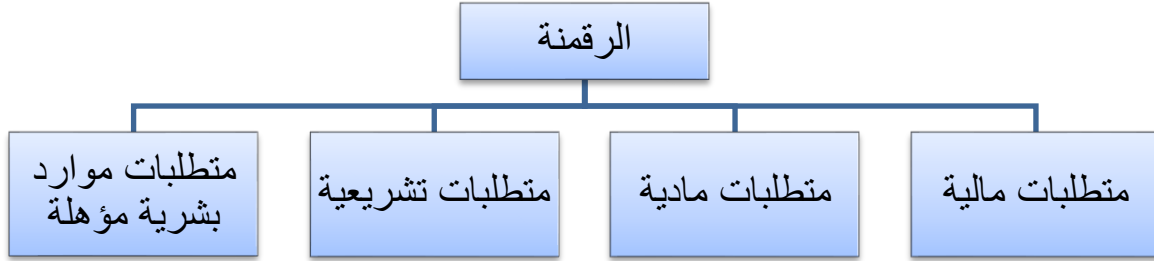 الرقمنة
متطلبات مالية
متطلبات مادية
متطلبات تشريعية
متطلبات موارد
بشرية مؤهلة